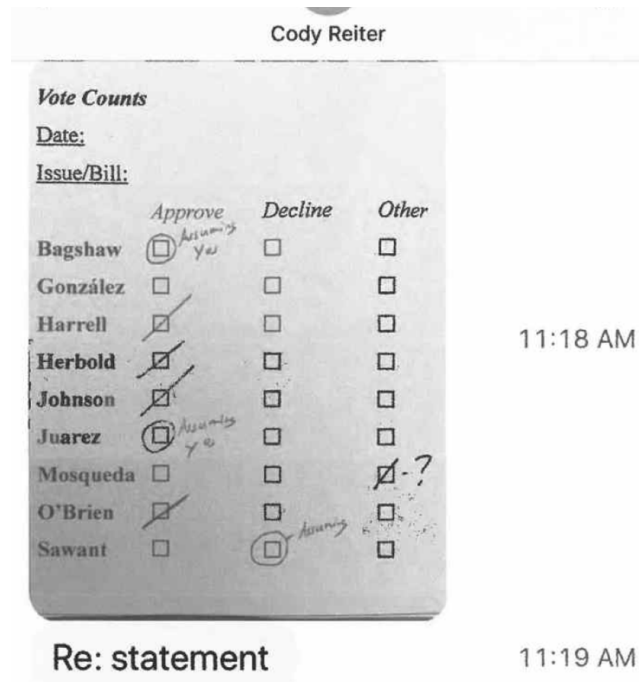 Cody Reiter
Vote Counts
Date:
Issue/Bill:
Approve Decline Other
Bagshaw Assuming Yes
González
Harrell
Herbold
Johnson
Juarez Assuming Yes
Mosqueda - ?
O'Brien
Sawant - Assuming
11:18 AM
Re: statement 11:19 AM